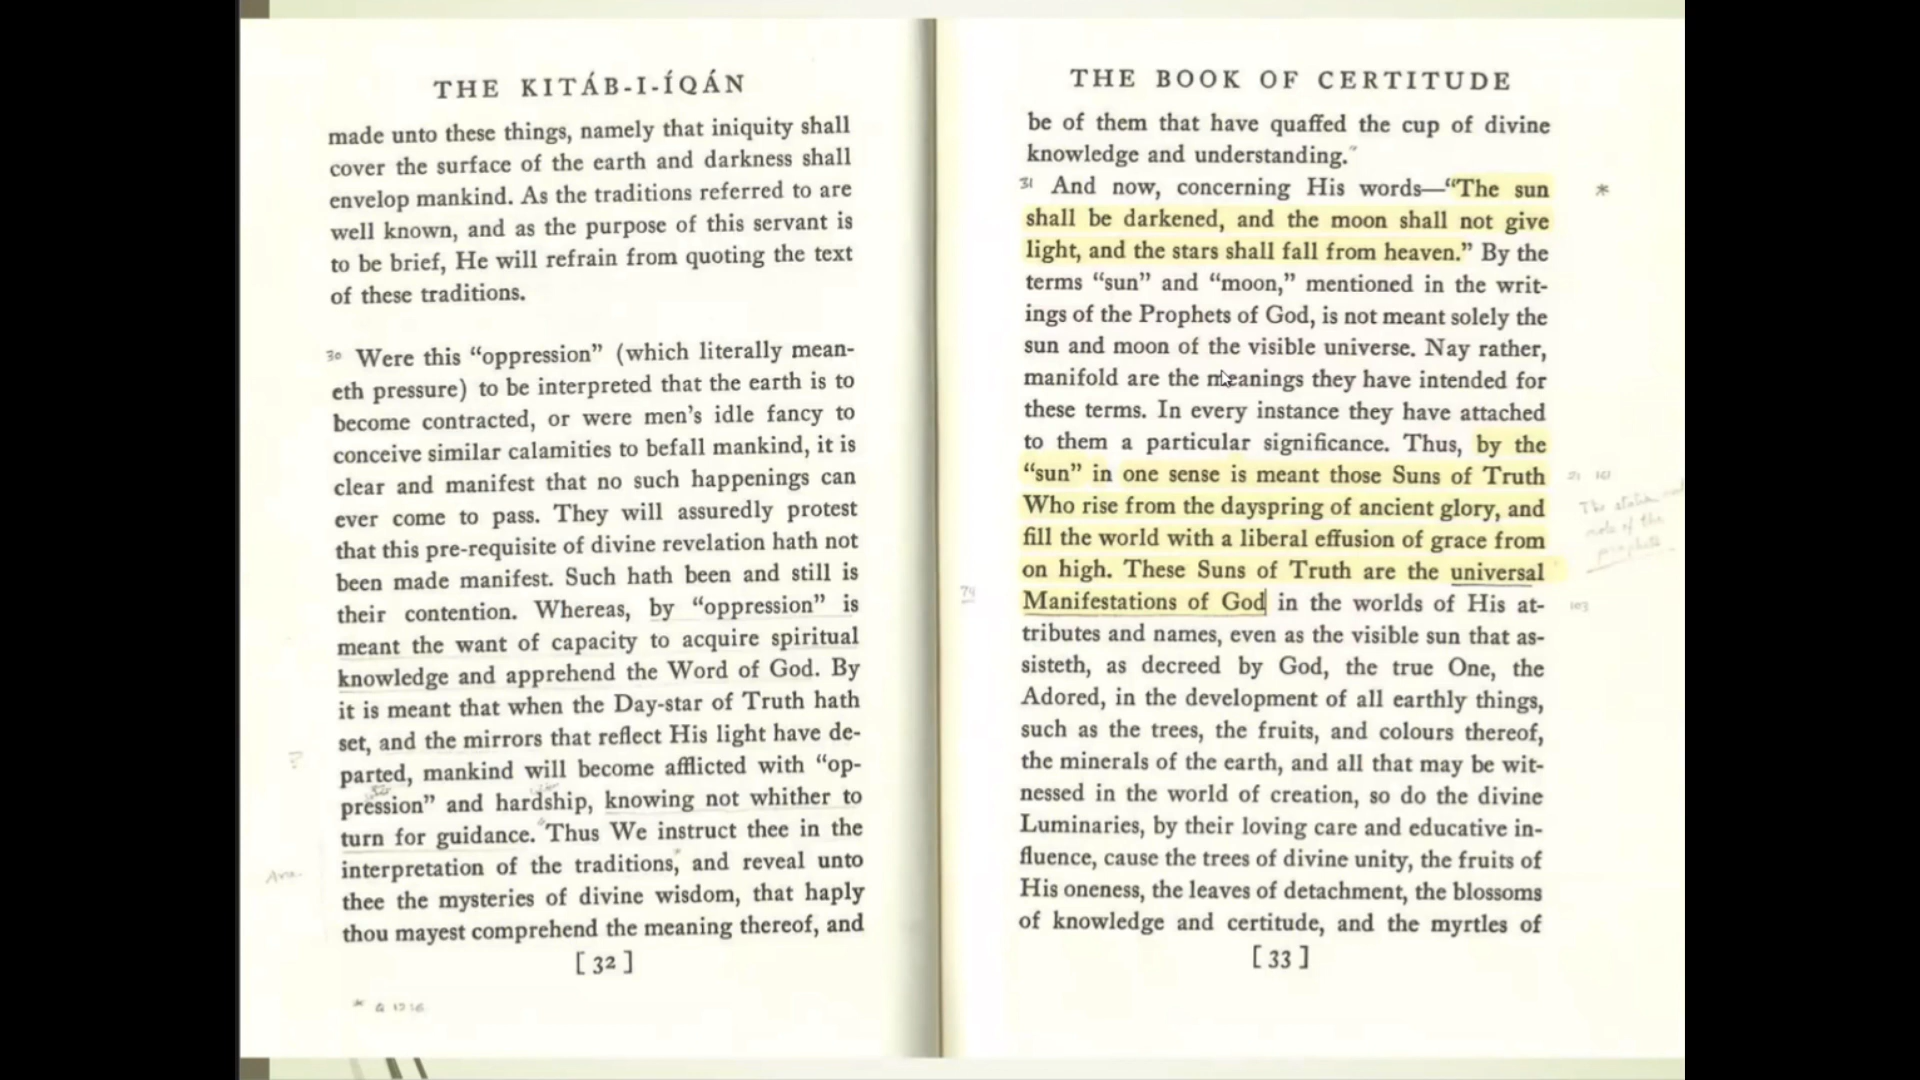 THE KITÁB-I-ÍQÁN
made unto these things, namely that iniquity shall
cover the surface of the earth and darkness shall
envelop mankind. As the traditions referred to are
well known, and as the purpose of this servant is
to be brief, He will refrain from quoting the text
of these traditions.
30 Were this “oppression” (which literally mean-
eth pressure) to be interpreted that the earth is to
become contracted, or were men’s idle fancy to
conceive similar calamities to befall mankind, it is
clear and manifest that no such happenings can
ever come to pass. They will assuredly protest
that this pre-requisite of divine revelation hath not
been made manifest. Such hath been and still is
their contention. Whereas, by “oppression” is
meant the want of capacity to acquire spiritual
knowledge and apprehend the Word of God. By
it is meant that when the Day-star of Truth hath
set, and the mirrors that reflect His light have de-
parted, mankind will become afflicted with “op-
pression” and hardship, knowing not whither to
turn for guidance. Thus We instruct thee in the
interpretation of the traditions, and reveal unto
thee the mysteries of divine wisdom, that haply
thou mayest comprehend the meaning thereof, and
[ 32 ]
THE BOOK OF CERTITUDE
be of them that have quaffed the cup of divine
knowledge and understanding.”
31 And now, concerning His words—“The sun *
shall be darkened, and the moon shall not give
light, and the stars shall fall from heaven.” By the
terms “sun” and “moon,” mentioned in the writ-
ings of the Prophets of God, is not meant solely the
sun and moon of the visible universe. Nay rather,
manifold are the meanings they have intended for
these terms. In every instance they have attached
to them a particular significance. Thus, by the
“sun” in one sense is meant those Suns of Truth
Who rise from the dayspring of ancient glory, and
fill the world with a liberal effusion of grace from
on high. These Suns of Truth are the universal
74 Manifestations of God in the worlds of His at- 103
tributes and names, even as the visible sun that as-
sisteth, as decreed by God, the true One, the
Adored, in the development of all earthly things,
such as the trees, the fruits, and colours thereof,
the minerals of the earth, and all that may be wit-
nessed in the world of creation, so do the divine
Luminaries, by their loving care and educative in-
fluence, cause the trees of divine unity, the fruits of
His oneness, the leaves of detachment, the blossoms
of knowledge and certitude, and the myrtles of
[ 33 ]